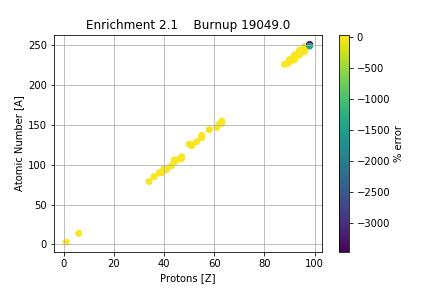 Enrichment 2.1    Burnup 19049.0
Atomic Number [A]
250
200
150
100
50
0
0 20 40 60 80 100
Protons [Z]
0
−500
−1000
−1500
−2000
−2500
−3000
% error